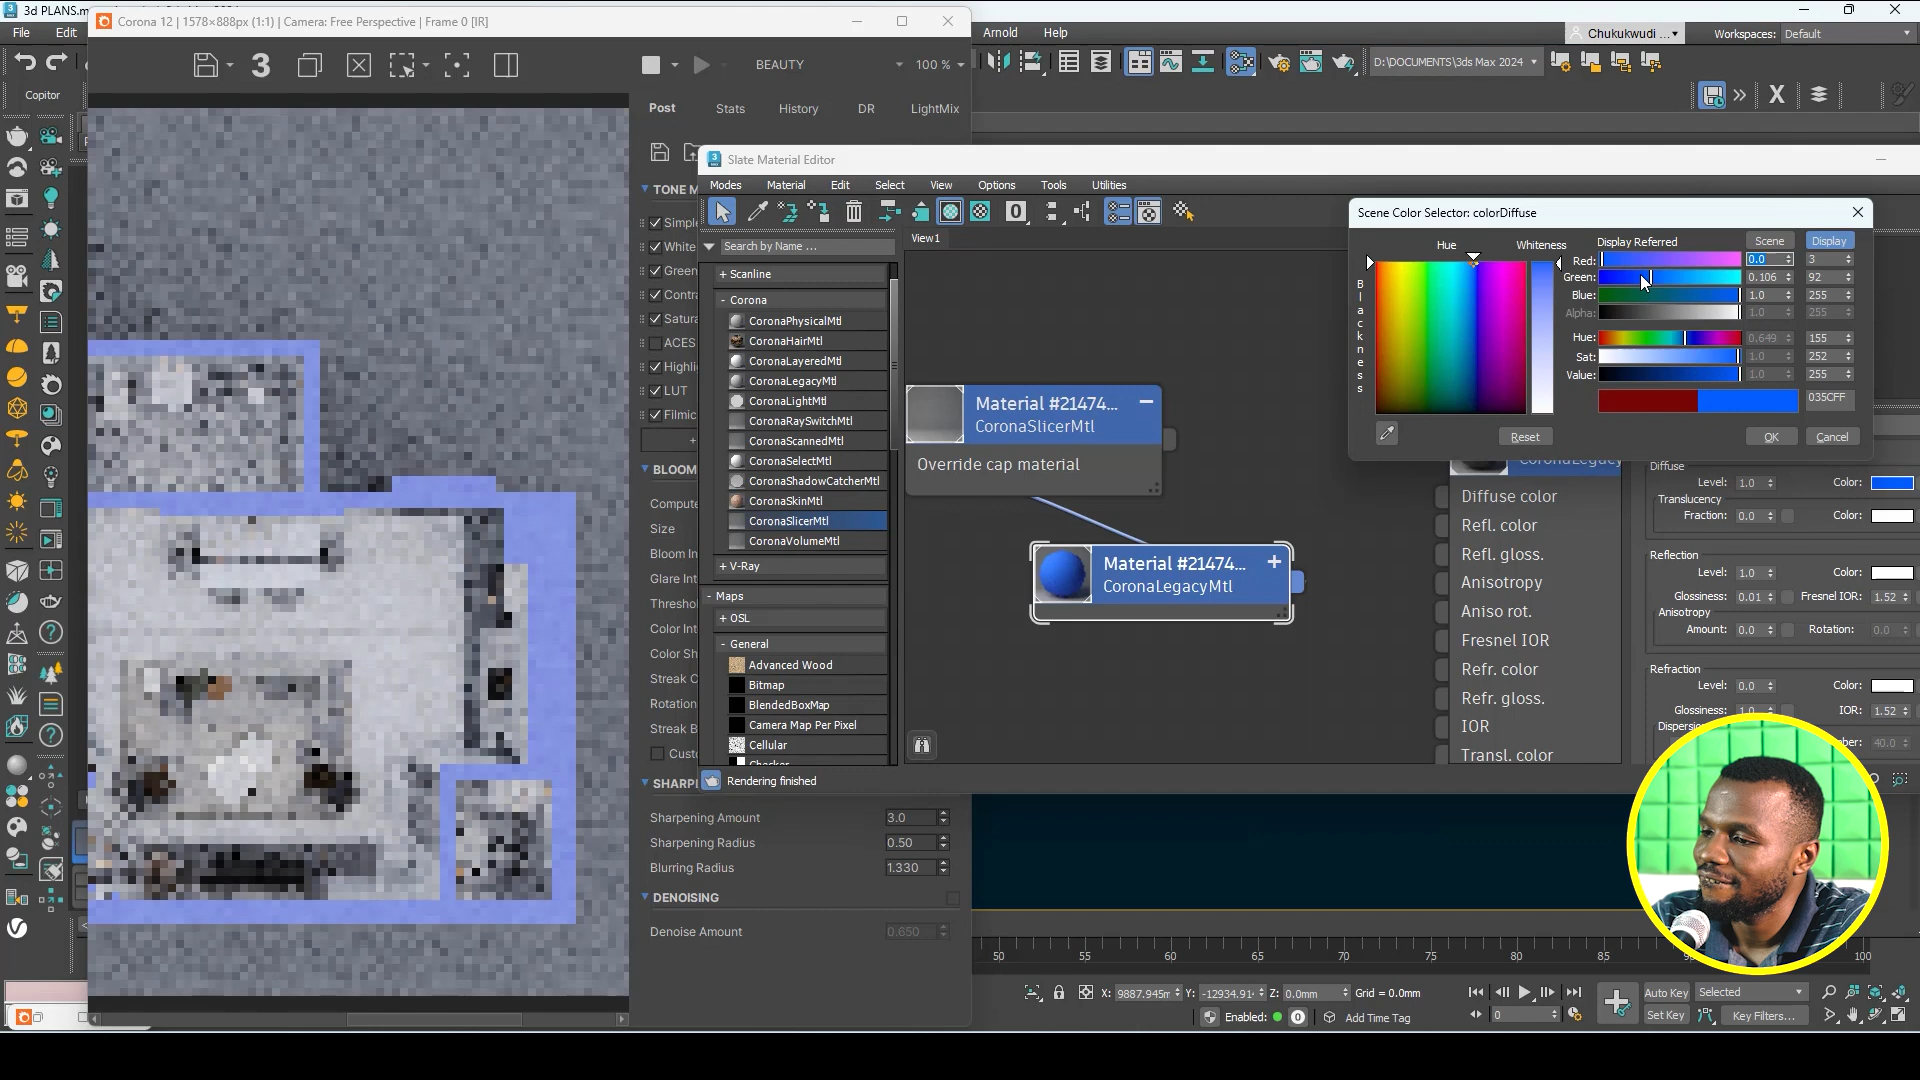 3d PLANS.m
File
Edit
Corona 12 | 1578×888px (1:1) | Camera: Free Perspective | Frame 0 [IR]
Arnold
Help
Chukukwudi ...
Workspaces:
Default
BEAUTY
100 %
D:\DOCUMENTS\3ds Max 2024
Copitor
Post
Stats
History
DR
LightMix
Slate Material Editor
Modes
Material
Edit
Select
View
Options
Tools
Utilities
TONE M
Simple
White
Green
Contra
Satura
ACES
Highli
LUT
Filmic
BLOOM
Compute
Size
Bloom In
Glare Int
Thresho
Color Int
Color Sh
Streak C
Rotation
Streak B
Custo
View1
Search by Name ...
+ Scanline
- Corona
CoronaPhysicalMtl
CoronaHairMtl
CoronaLayeredMtl
CoronaLegacyMtl
CoronaLightMtl
CoronaRaySwitchMtl
CoronaScannedMtl
CoronaSelectMtl
CoronaShadowCatcherMtl
CoronaSkinMtl
CoronaSlicerMtl
CoronaVolumeMtl
+ V-Ray
- Maps
+ OSL
- General
Advanced Wood
Bitmap
BlendedBoxMap
Camera Map Per Pixel
Cellular
Rendering finished
Material #21474...
CoronaSlicerMtl
Override cap material
Material #21474...
CoronaLegacyMtl
Scene Color Selector: colorDiffuse
Hue
Whiteness
Display Referred
Scene
Display
Blackness
Red:
0.0
3
Green:
0.106
92
Blue:
1.0
255
Alpha:
1.0
255
Hue:
0.649
155
Sat:
1.0
252
Value:
1.0
255
035CFF
Reset
OK
Cancel
Diffuse color
Refl. color
Refl. gloss.
Anisotropy
Aniso rot.
Fresnel IOR
Refr. color
Refr. gloss.
IOR
Transl. color
Diffuse
Level: 1.0
Color:
Translucency
Fraction: 0.0
Color:
Reflection
Level: 1.0
Color:
Glossiness: 0.01
Fresnel IOR: 1.52
Anisotropy
Amount: 0.0
Rotation: 0.0
Refraction
Level: 0.0
Color:
Glossiness: 1.0
IOR: 1.52
40.0
SHARP
Sharpening Amount
3.0
Sharpening Radius
0.50
Blurring Radius
1.330
DENOISING
Denoise Amount
0.650
50
55
60
65
70
75
80
85
100
X: 9887.945m
Y: -12934.91
Z: 0.0mm
Grid = 0.0mm
Enabled:
0
Add Time Tag
0
Auto Key
Selected
Set Key
Key Filters...